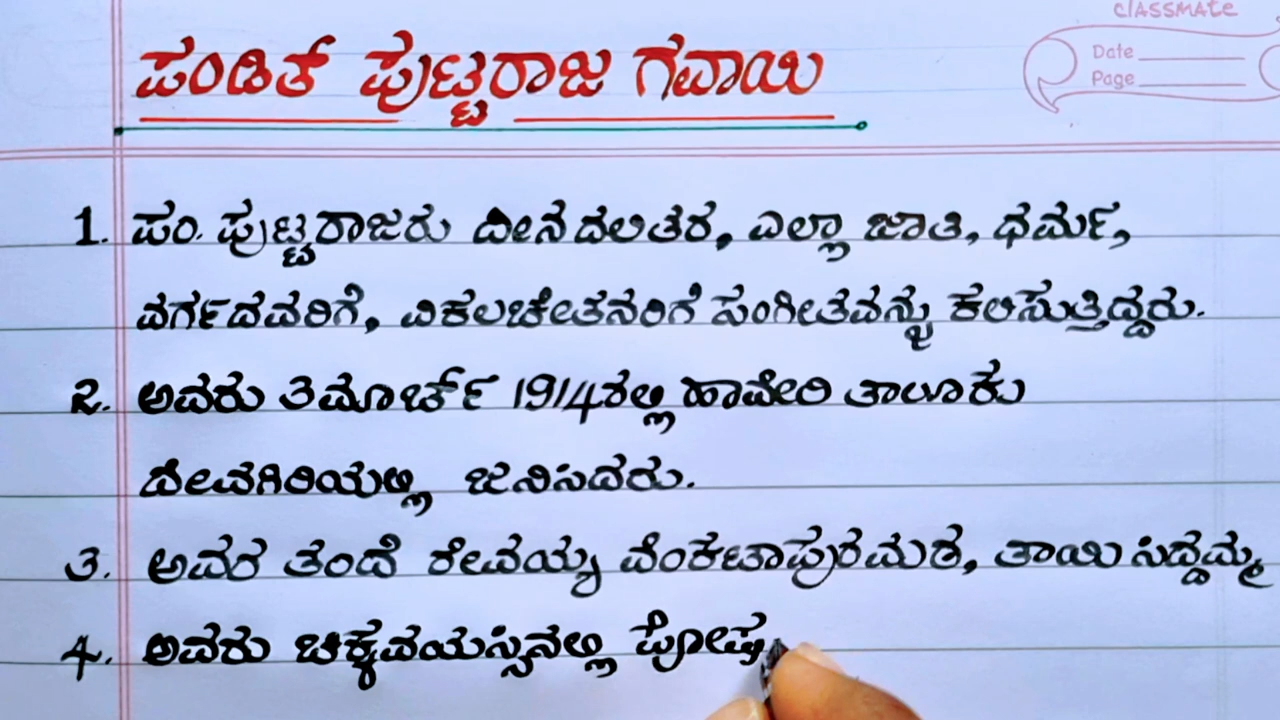 classmate
Date
Page
ಪಂಡಿತ್ ಪುಟ್ಟರಾಜ ಗವಾಯಿ
1. ಪಂ. ಪುಟ್ಟರಾಜರು ದೀನ ದಲಿತರ, ಎಲ್ಲಾ ಜಾತಿ, ಧರ್ಮ,
ವರ್ಗದವರಿಗೆ, ವಿಕಲಚೇತನರಿಗೆ ಸಂಗೀತವನ್ನು ಕಲಿಸುತ್ತಿದ್ದರು.
2. ಅವರು 3 ಮಾರ್ಚ್ 1914ರಲ್ಲಿ ಹಾವೇರಿ ತಾಲೂಕು
ದೇವಗಿರಿಯಲ್ಲಿ ಜನಿಸಿದರು.
3. ಅವರ ತಂದೆ ರೇವಯ್ಯ ವೆಂಕಟಾಪುರಮಠ, ತಾಯಿ ಸಿದ್ದಮ್ಮ
4. ಅವರು ಚಿಕ್ಕವಯಸ್ಸಿನಲ್ಲಿ ಪೋಷ